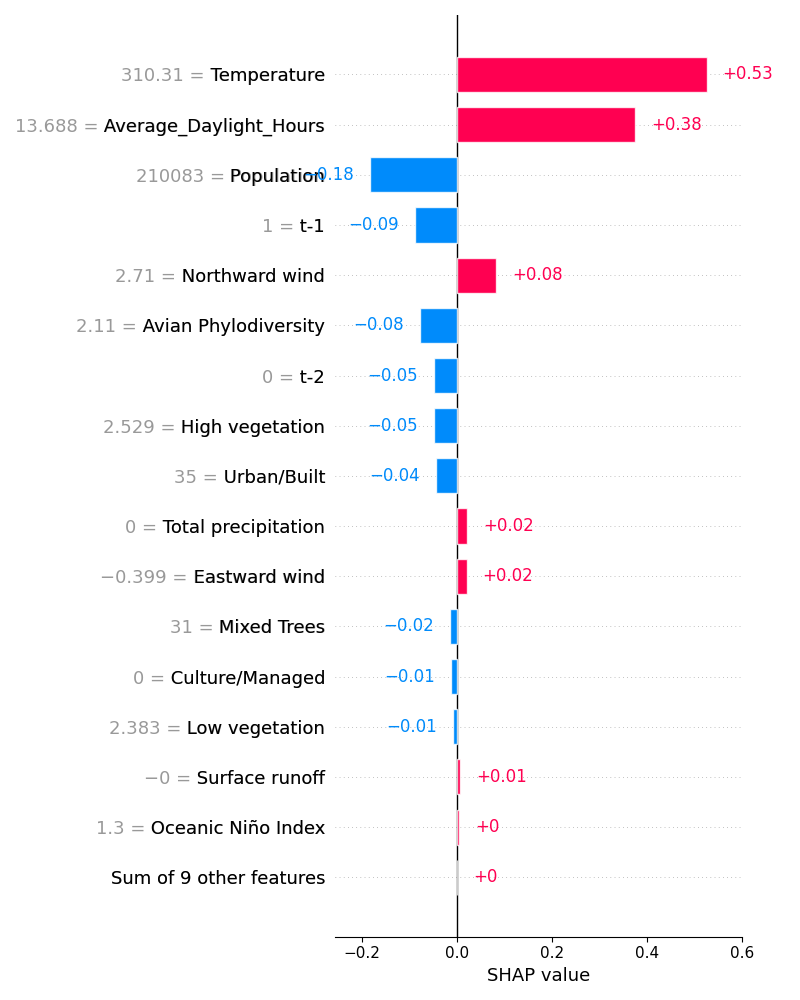 310.31 = Temperature +0.53
13.688 = Average_Daylight_Hours +0.38
210083 = Population −0.18
1 = t-1 −0.09
2.71 = Northward wind +0.08
2.11 = Avian Phylodiversity −0.08
0 = t-2 −0.05
2.529 = High vegetation −0.05
35 = Urban/Built −0.04
0 = Total precipitation +0.02
−0.399 = Eastward wind +0.02
31 = Mixed Trees −0.02
0 = Culture/Managed −0.01
2.383 = Low vegetation −0.01
−0 = Surface runoff +0.01
1.3 = Oceanic Niño Index +0
Sum of 9 other features +0
−0.2 0.0 0.2 0.4 0.6
SHAP value